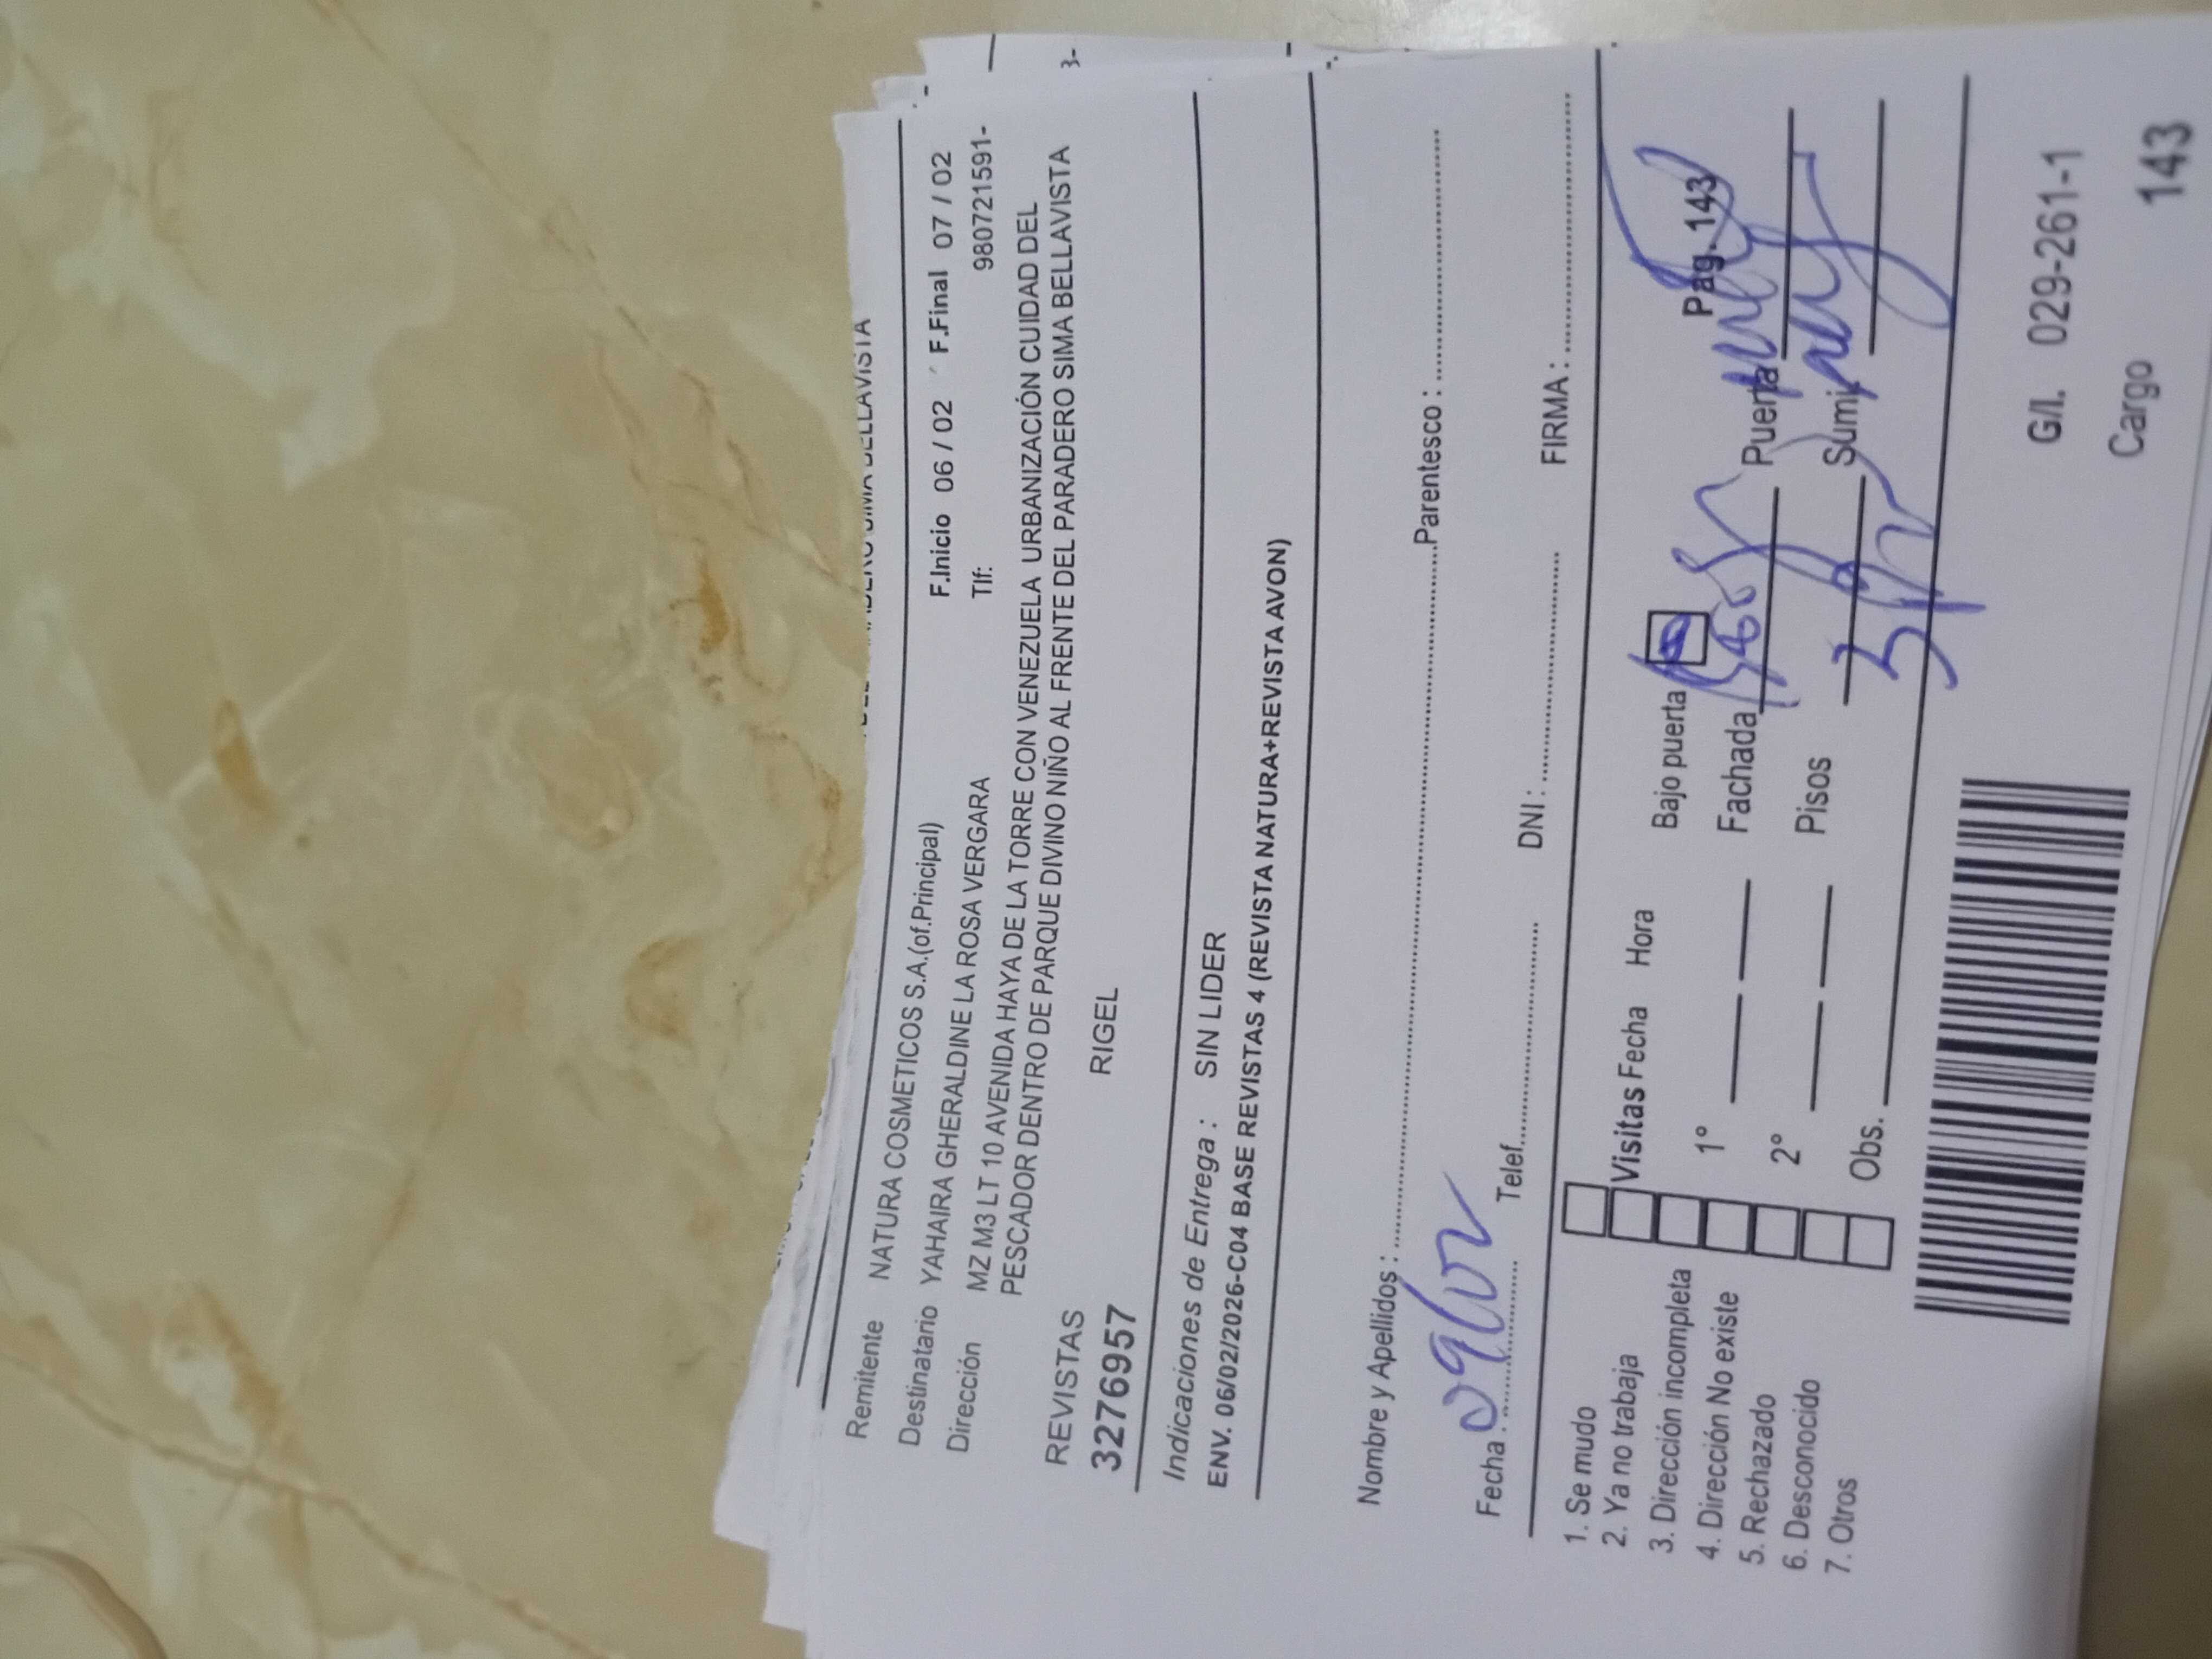 Remitente NATURA COSMETICOS S.A.(of.Principal) F.Inicio 06 / 02 F.Final 07 / 02
Destinatario YAHAIRA GHERALDINE LA ROSA VERGARA Tlf: 980721591-
Dirección MZ M3 LT 10 AVENIDA HAYA DE LA TORRE CON VENEZUELA URBANIZACIÓN CUIDAD DEL
PESCADOR DENTRO DE PARQUE DIVINO NIÑO AL FRENTE DEL PARADERO SIMA BELLAVISTA
REVISTAS RIGEL
3276957
Indicaciones de Entrega : SIN LIDER
ENV. 06/02/2026-C04 BASE REVISTAS 4 (REVISTA NATURA+REVISTA AVON)
Nombre y Apellidos : Parentesco :
Fecha : 09/02 Telef. DNI : FIRMA :
1. Se mudo
2. Ya no trabaja
3. Dirección incompleta
4. Dirección No existe
5. Rechazado
6. Desconocido
7. Otros
Visitas Fecha Hora Bajo puerta Pág. 143
1° Fachada Puerta
2° Pisos Sumi
Obs.
G/I. 029-261-1
Cargo 143